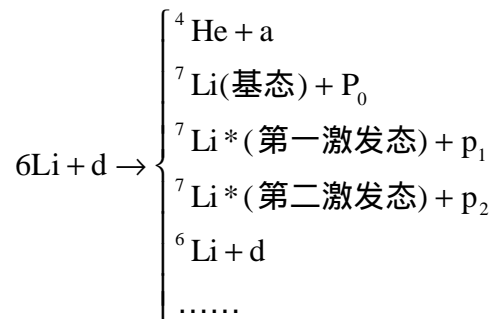 ⁴He + a
⁷Li(基态) + P₀
⁷Li*(第一激发态) + p₁
6Li + d →
⁷Li*(第二激发态) + p₂
⁶Li + d
……